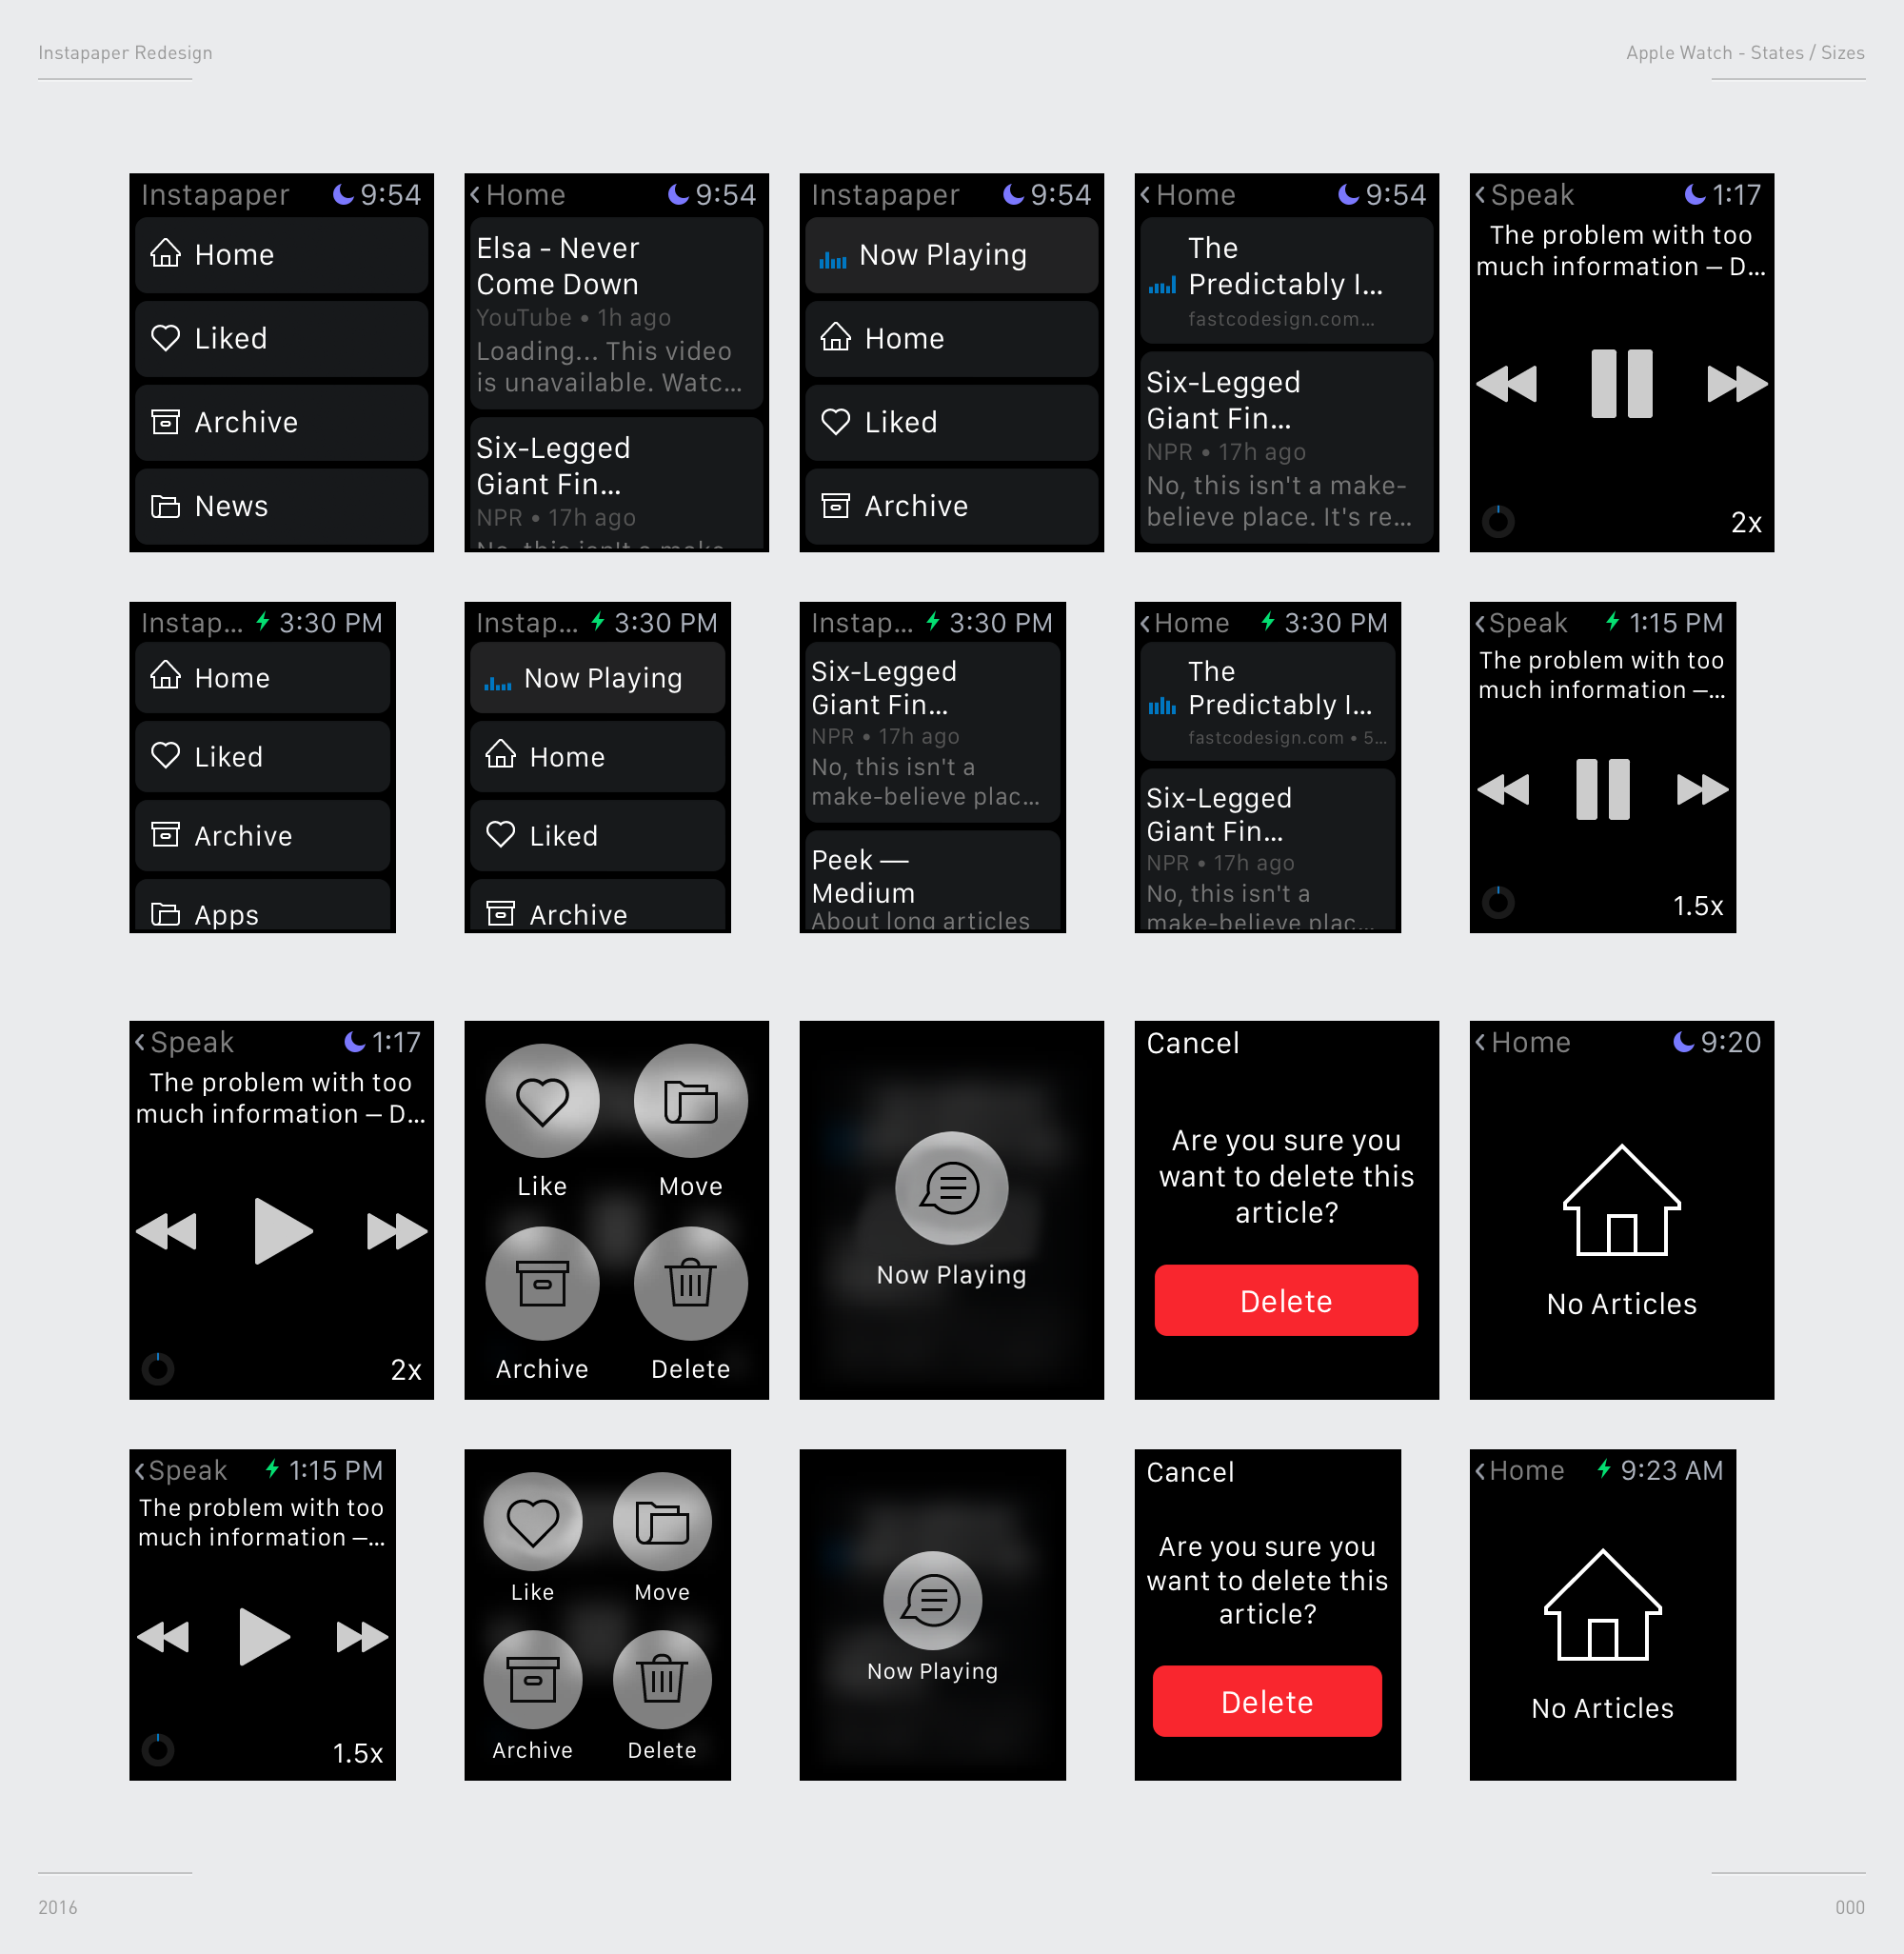 Instapaper Redesign
Apple Watch - States / Sizes
Instapaper 9:54
Home
Liked
Archive
News
Home 9:54
Elsa - Never
Come Down
YouTube • 1h ago
Loading... This video
is unavailable. Watc...
Six-Legged
Giant Fin...
NPR • 17h ago
No, this isn't a make-
Instapaper 9:54
Now Playing
Home
Liked
Archive
Home 9:54
The
Predictably I...
fastcodesign.com...
Six-Legged
Giant Fin...
NPR • 17h ago
No, this isn't a make-
believe place. It's re...
Speak 1:17
The problem with too
much information – D...
2x
Instap... 3:30 PM
Home
Liked
Archive
Apps
Instap... 3:30 PM
Now Playing
Home
Liked
Archive
Instap... 3:30 PM
Six-Legged
Giant Fin...
NPR • 17h ago
No, this isn't a
make-believe plac...
Peek —
Medium
About long articles
Home 3:30 PM
The
Predictably I...
fastcodesign.com • 5...
Six-Legged
Giant Fin...
NPR • 17h ago
No, this isn't a
make-believe plac...
Speak 1:15 PM
The problem with too
much information –...
1.5x
Speak 1:17
The problem with too
much information – D...
2x
Like
Move
Archive
Delete
Now Playing
Cancel
Are you sure you
want to delete this
article?
Delete
Home 9:20
No Articles
Speak 1:15 PM
The problem with too
much information –...
1.5x
Like
Move
Archive
Delete
Now Playing
Cancel
Are you sure you
want to delete this
article?
Delete
Home 9:23 AM
No Articles
2016
000